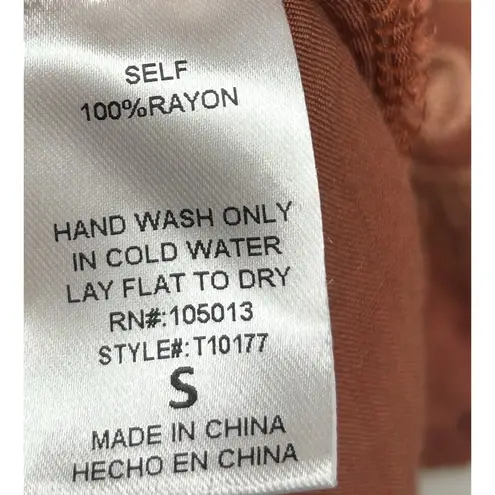 SELF
100%RAYON
HAND WASH ONLY
IN COLD WATER
LAY FLAT TO DRY
RN#:105013
STYLE#:T10177
S
MADE IN CHINA
HECHO EN CHINA